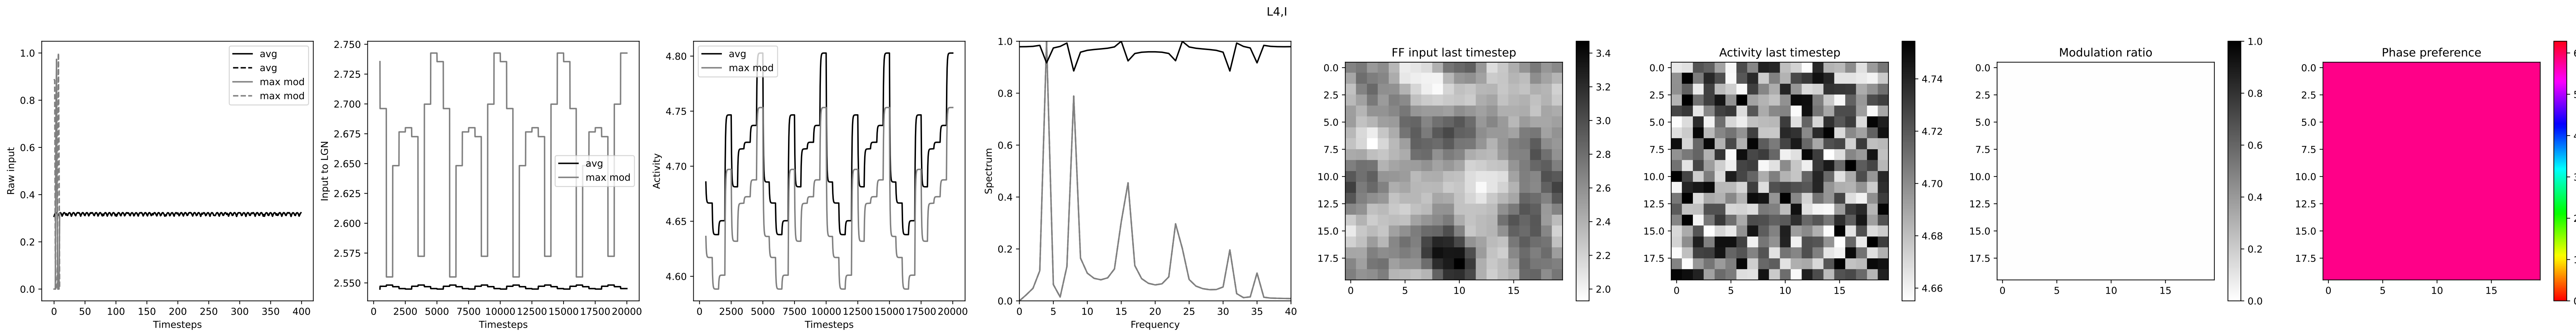 L4,I
Raw input
1.0
0.8
0.6
0.4
0.2
0.0
avg
avg
max mod
max mod
0 50 100 150 200 250 300 350 400
Timesteps
Input to LGN
2.750
2.725
2.700
2.675
2.650
2.625
2.600
2.575
2.550
avg
max mod
0 2500 5000 7500 10000 12500 15000 17500 20000
Timesteps
Activity
4.80
4.75
4.70
4.65
4.60
avg
max mod
0 2500 5000 7500 10000 12500 15000 17500 20000
Timesteps
Spectrum
1.0
0.8
0.6
0.4
0.2
0.0
0 5 10 15 20 25 30 35 40
Frequency
FF input last timestep
0.0
2.5
5.0
7.5
10.0
12.5
15.0
17.5
0 5 10 15
3.4
3.2
3.0
2.8
2.6
2.4
2.2
2.0
Activity last timestep
0.0
2.5
5.0
7.5
10.0
12.5
15.0
17.5
0 5 10 15
4.74
4.72
4.70
4.68
4.66
Modulation ratio
0.0
2.5
5.0
7.5
10.0
12.5
15.0
17.5
0 5 10 15
1.0
0.8
0.6
0.4
0.2
0.0
Phase preference
0.0
2.5
5.0
7.5
10.0
12.5
15.0
17.5
0 5 10 15